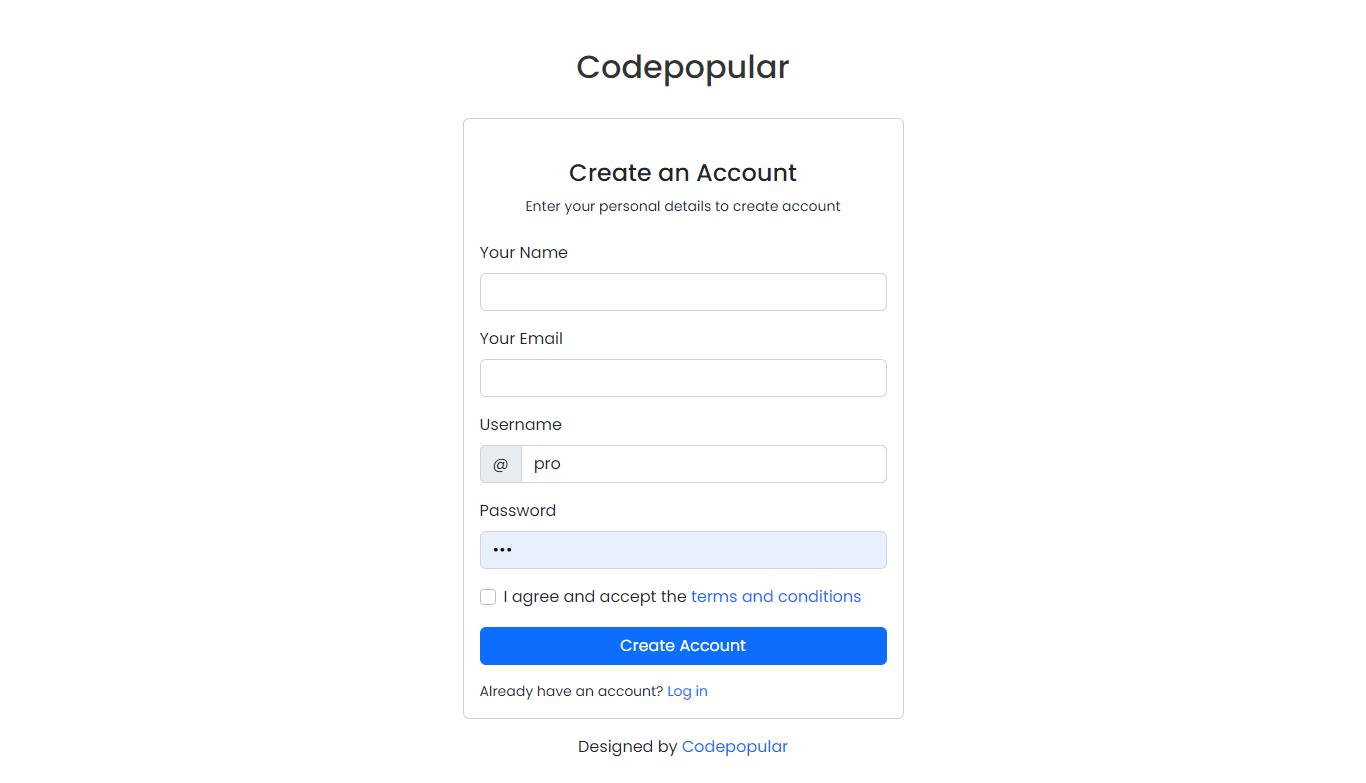 Codepopular
Create an Account
Enter your personal details to create account
Your Name
Your Email
Username
@ pro
Password
•••
I agree and accept the terms and conditions
Create Account
Already have an account? Log in
Designed by Codepopular